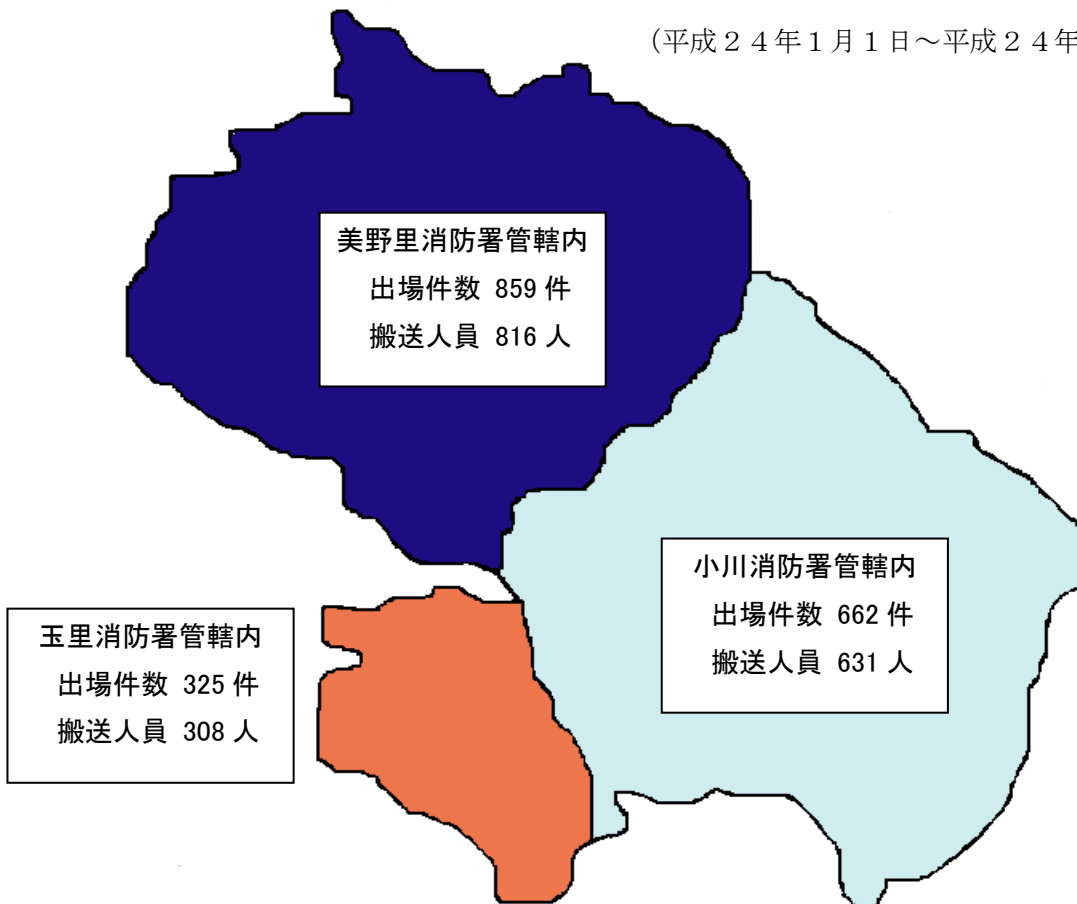 （平成２４年１月１日～平成２４年
美野里消防署管轄内
出場件数 859 件
搬送人員 816 人
小川消防署管轄内
出場件数 662 件
搬送人員 631 人
玉里消防署管轄内
出場件数 325 件
搬送人員 308 人